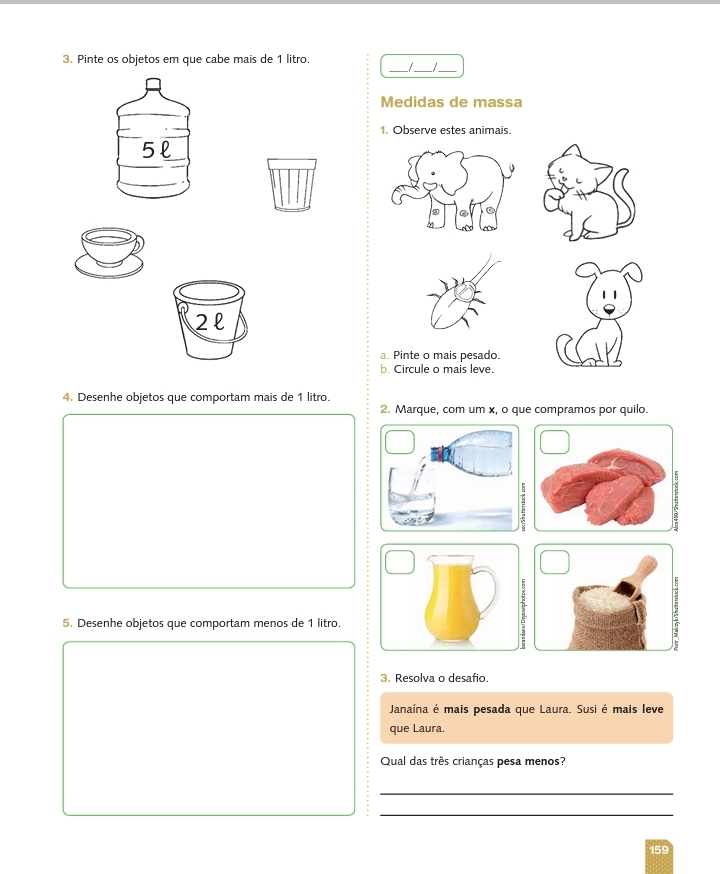 3. Pinte os objetos em que cabe mais de 1 litro.
5 ℓ
2 ℓ
4. Desenhe objetos que comportam mais de 1 litro.
5. Desenhe objetos que comportam menos de 1 litro.
___/___/___
Medidas de massa
1. Observe estes animais.
a. Pinte o mais pesado.
b. Circule o mais leve.
2. Marque, com um x, o que compramos por quilo.
3. Resolva o desafio.
Janaína é mais pesada que Laura. Susi é mais leve
que Laura.
Qual das três crianças pesa menos?
159